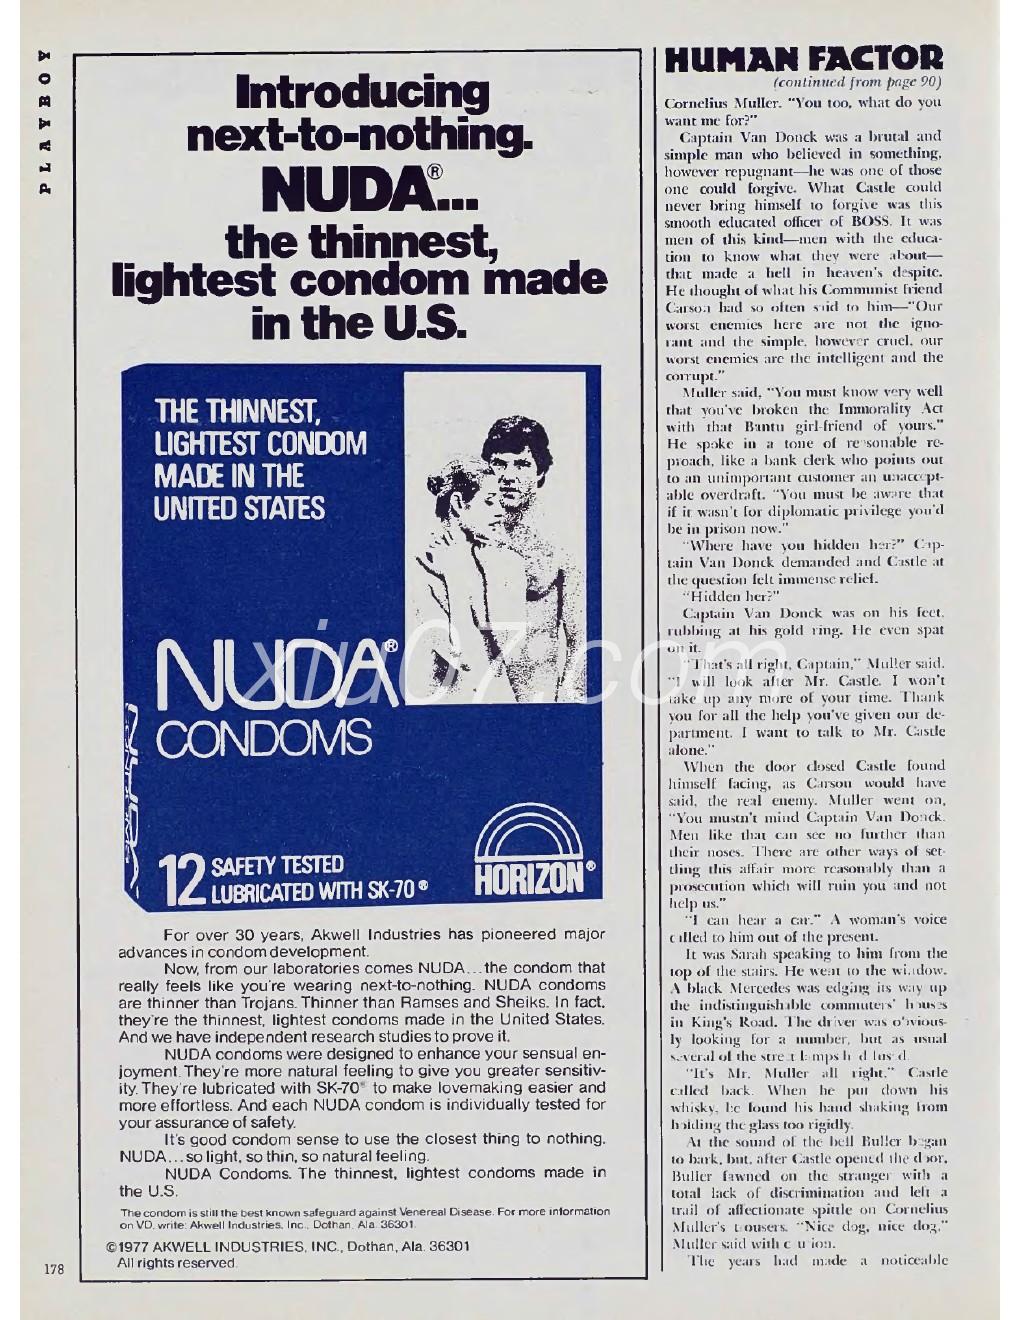 PLAYBOY
Introducing
next-to-nothing.
NUDA®...
the thinnest,
lightest condom made
in the U.S.
THE THINNEST,
LIGHTEST CONDOM
MADE IN THE
UNITED STATES
NUDA®
CONDOMS
12 SAFETY TESTED
LUBRICATED WITH SK-70®
HORIZON®
For over 30 years, Akwell Industries has pioneered major
advances in condom development.
Now, from our laboratories comes NUDA...the condom that
really feels like you're wearing next-to-nothing. NUDA condoms
are thinner than Trojans. Thinner than Ramses and Sheiks. In fact,
they're the thinnest, lightest condoms made in the United States.
And we have independent research studies to prove it.
NUDA condoms were designed to enhance your sensual en-
joyment. They're more natural feeling to give you greater sensitiv-
ity. They're lubricated with SK-70® to make lovemaking easier and
more effortless. And each NUDA condom is individually tested for
your assurance of safety.
It's good condom sense to use the closest thing to nothing.
NUDA...so light, so thin, so natural feeling.
NUDA Condoms. The thinnest, lightest condoms made in
the U.S.
The condom is still the best known safeguard against Venereal Disease. For more information
on VD, write: Akwell Industries, Inc., Dothan, Ala. 36301.
©1977 AKWELL INDUSTRIES, INC., Dothan, Ala. 36301
All rights reserved.
178
HUMAN FACTOR
(continued from page 90)
Cornelius Muller. "You too, what do you
want me for?"
Captain Van Donck was a brutal and
simple man who believed in something,
however repugnant—he was one of those
one could forgive. What Castle could
never bring himself to forgive was this
smooth educated officer of BOSS. It was
men of this kind—men with the educa-
tion to know what they were about—
that made a hell in heaven's despite.
He thought of what his Communist friend
Carson had so often said to him—"Our
worst enemies here are not the igno-
rant and the simple, however cruel, our
worst enemies are the intelligent and the
corrupt."
Muller said, "You must know very well
that you've broken the Immorality Act
with that Bantu girl-friend of yours."
He spoke in a tone of reasonable re-
proach, like a bank clerk who points out
to an unimportant customer an unaccept-
able overdraft. "You must be aware that
if it wasn't for diplomatic privilege you'd
be in prison now."
"Where have you hidden her?" Cap-
tain Van Donck demanded and Castle at
the question felt immense relief.
"Hidden her?"
Captain Van Donck was on his feet,
rubbing at his gold ring. He even spat
on it.
"That's all right, Captain," Muller said.
"I will look after Mr. Castle. I won't
take up any more of your time. Thank
you for all the help you've given our de-
partment. I want to talk to Mr. Castle
alone."
When the door closed Castle found
himself facing, as Carson would have
said, the real enemy. Muller went on,
"You mustn't mind Captain Van Donck.
Men like that can see no further than
their noses. There are other ways of set-
tling this affair more reasonably than a
prosecution which will ruin you and not
help us."
"I can hear a car." A woman's voice
called to him out of the present.
It was Sarah speaking to him from the
top of the stairs. He went to the window.
A black Mercedes was edging its way up
the indistinguishable commuters' houses
in King's Road. The driver was obvious-
ly looking for a number, but as usual
several of the street lamps had fused.
"It's Mr. Muller all right," Castle
called back. When he put down his
whisky, he found his hand shaking from
holding the glass too rigidly.
At the sound of the bell Buller began
to bark, but, after Castle opened the door,
Buller fawned on the stranger with a
total lack of discrimination and left a
trail of affectionate spittle on Cornelius
Muller's trousers. "Nice dog, nice dog,"
Muller said with caution.
The years had made a noticeable
xiu07.com